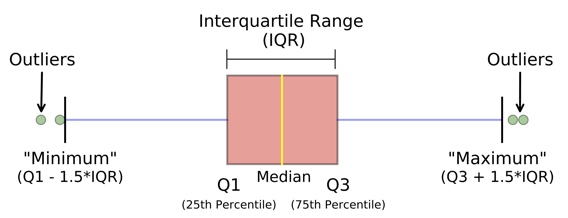 Interquartile Range
(IQR)
Outliers
Outliers
"Minimum"
(Q1 - 1.5*IQR)
Q1
(25th Percentile)
Median
Q3
(75th Percentile)
"Maximum"
(Q3 + 1.5*IQR)